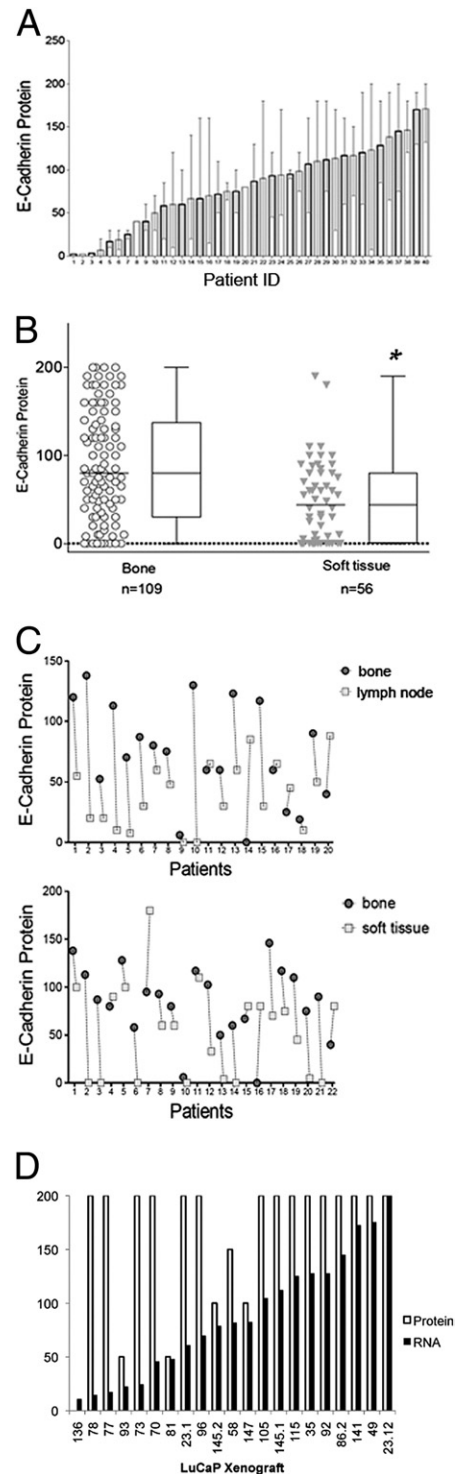 A
E-Cadherin Protein
250
200
150
100
50
0
1 2 3 4 5 6 7 8 9 10 11 12 13 14 15 16 17 18 19 20 21 22 23 24 25 26 27 28 29 30 31 32 33 34 35 36 37 38 39 40
Patient ID
B
E-Cadherin Protein
200
100
0
*
Bone
n=109
Soft tissue
n=56
C
E-Cadherin Protein
150
100
50
0
bone
lymph node
1 2 3 4 5 6 7 8 9 10 11 12 13 14 15 16 17 18 19 20
Patients
E-Cadherin Protein
200
150
100
50
0
bone
soft tissue
1 2 3 4 5 6 7 8 9 10 11 12 13 14 15 16 17 18 19 20 21 22
Patients
D
200
150
100
50
0
Protein
RNA
136 78 77 93 73 70 81 23.1 96 145.2 58 147 105 145.1 115 35 92 86.2 141 49 23.12
LuCaP Xenograft